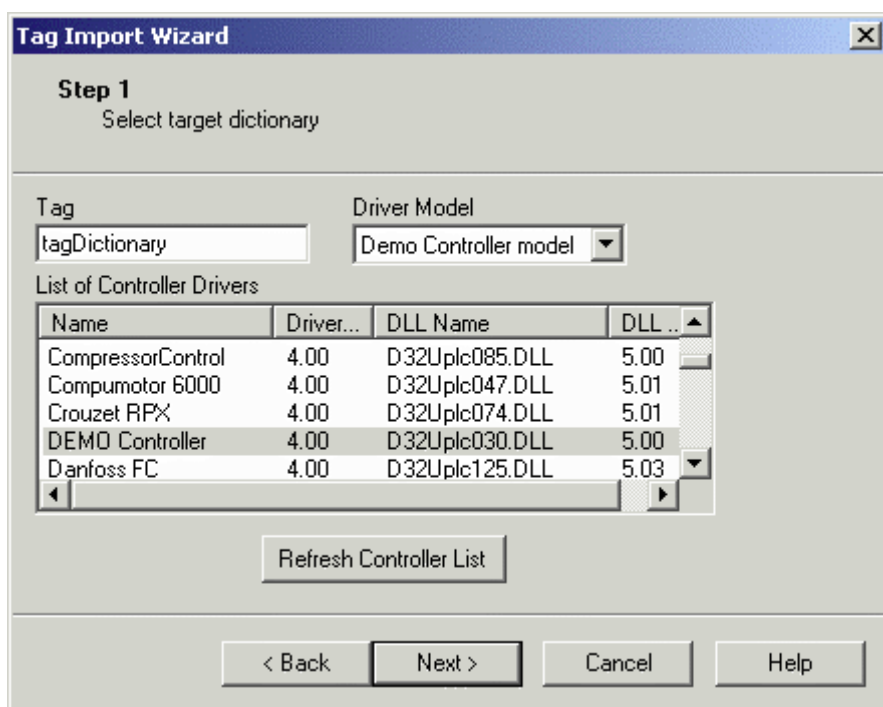 Tag Import Wizard
Step 1
Select target dictionary
Tag Driver Model
tagDictionary Demo Controller model
List of Controller Drivers
Name Driver... DLL Name DLL ..
CompressorControl 4.00 D32Uplc085.DLL 5.00
Compumotor 6000 4.00 D32Uplc047.DLL 5.01
Crouzet RPX 4.00 D32Uplc074.DLL 5.01
DEMO Controller 4.00 D32Uplc030.DLL 5.00
Danfoss FC 4.00 D32Uplc125.DLL 5.03
Refresh Controller List
< Back Next > Cancel Help